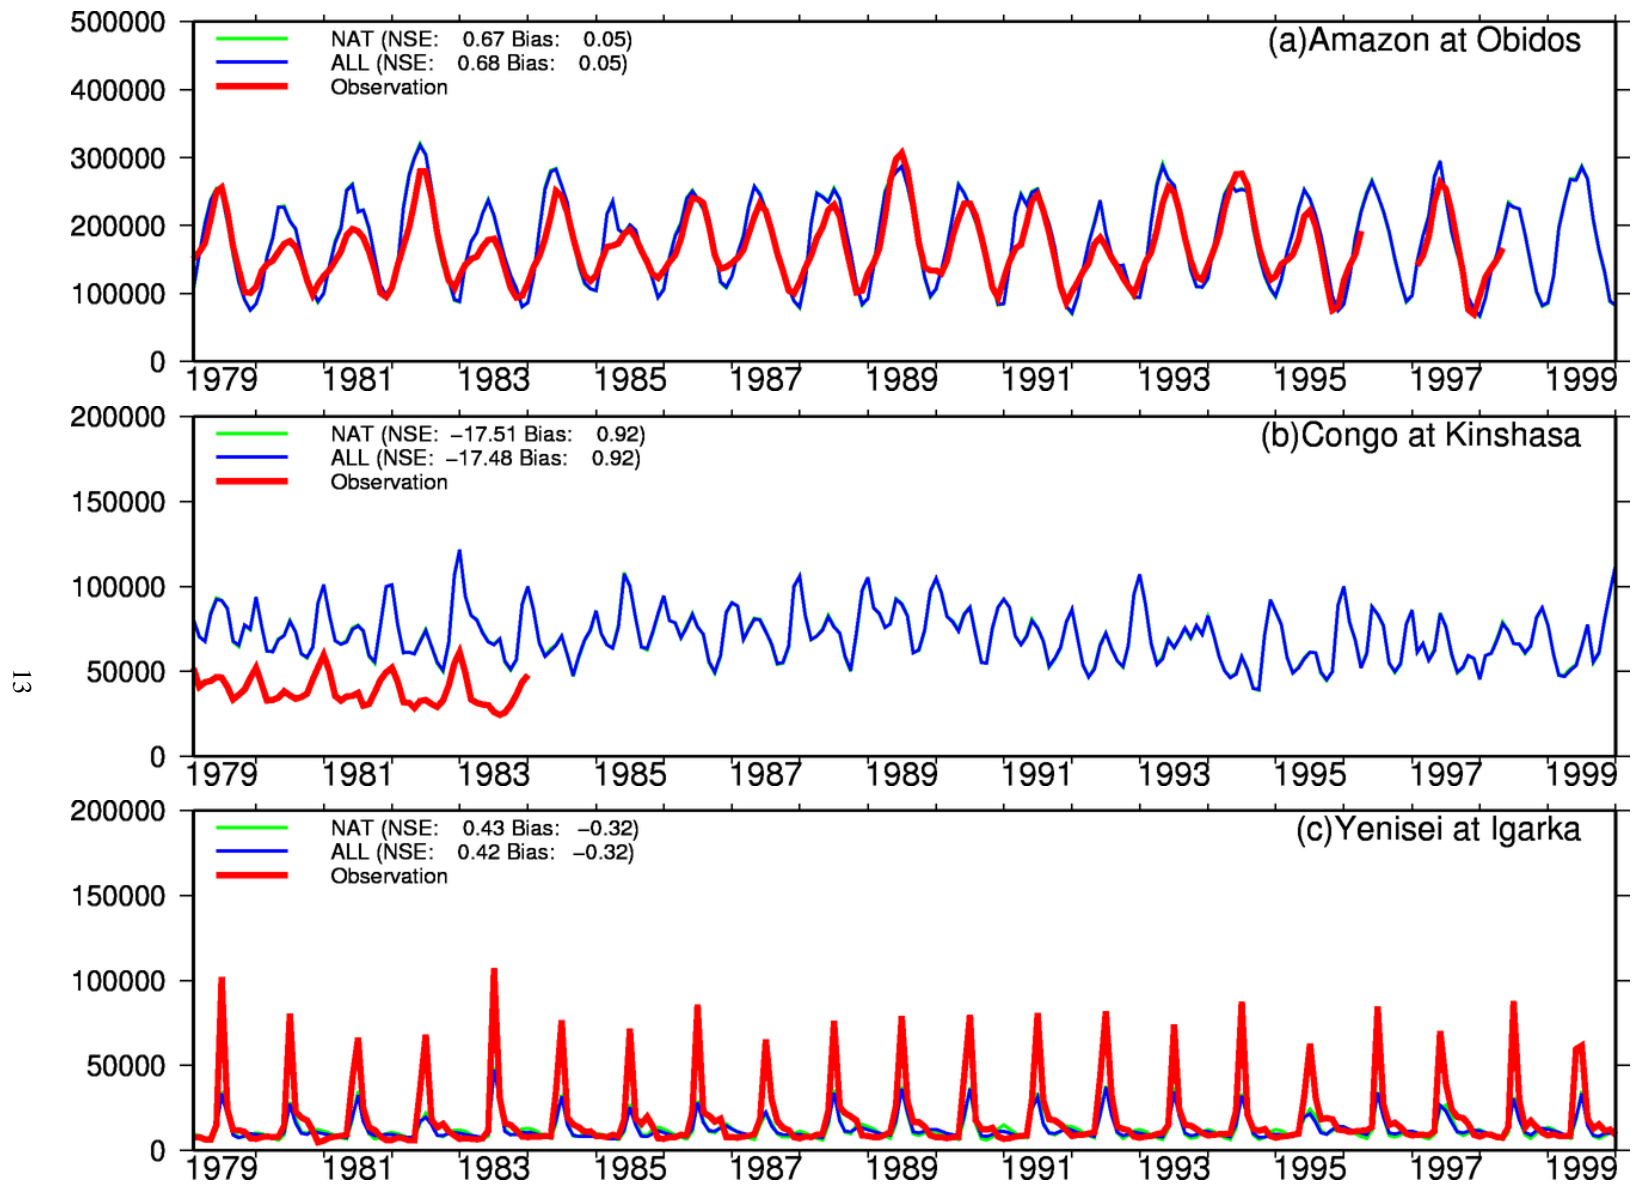 500000
400000
300000
200000
100000
0
NAT (NSE: 0.67 Bias: 0.05)
ALL (NSE: 0.68 Bias: 0.05)
Observation
(a)Amazon at Obidos
1979 1981 1983 1985 1987 1989 1991 1993 1995 1997 1999
200000
150000
100000
50000
0
NAT (NSE: −17.51 Bias: 0.92)
ALL (NSE: −17.48 Bias: 0.92)
Observation
(b)Congo at Kinshasa
1979 1981 1983 1985 1987 1989 1991 1993 1995 1997 1999
200000
150000
100000
50000
0
NAT (NSE: 0.43 Bias: −0.32)
ALL (NSE: 0.42 Bias: −0.32)
Observation
(c)Yenisei at Igarka
1979 1981 1983 1985 1987 1989 1991 1993 1995 1997 1999
13